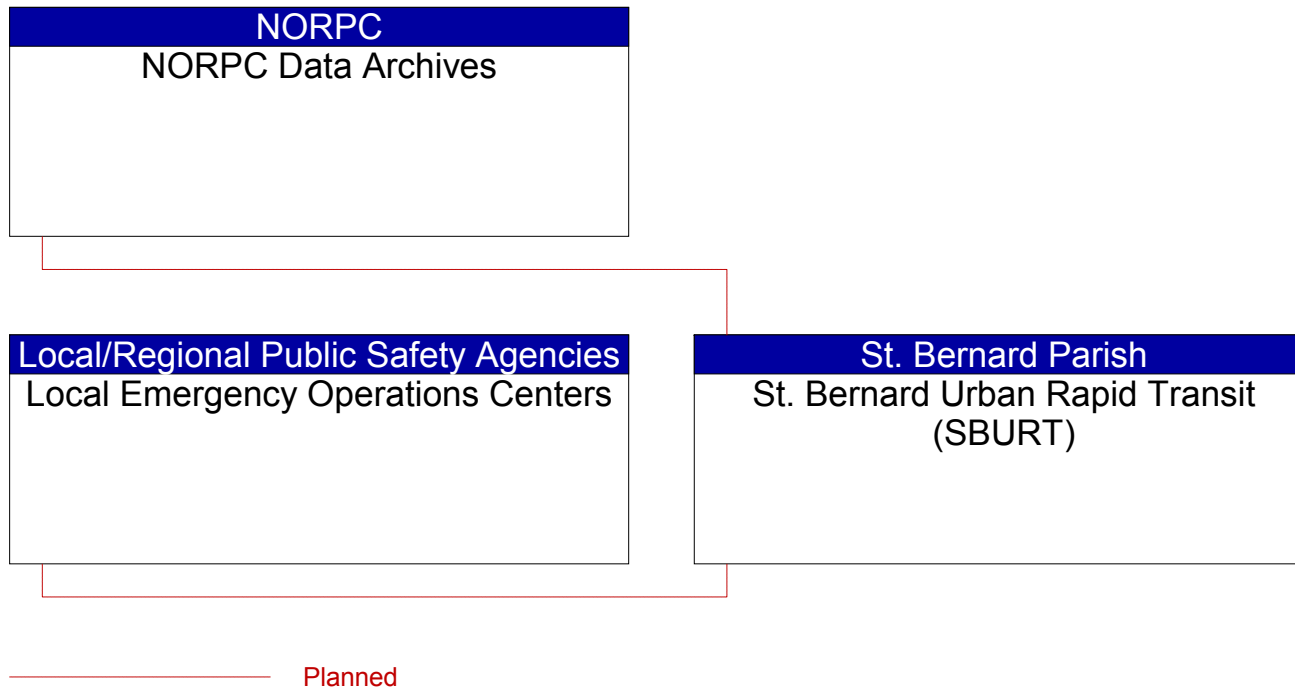 NORPC
NORPC Data Archives
Local/Regional Public Safety Agencies
Local Emergency Operations Centers
St. Bernard Parish
St. Bernard Urban Rapid Transit
(SBURT)
Planned